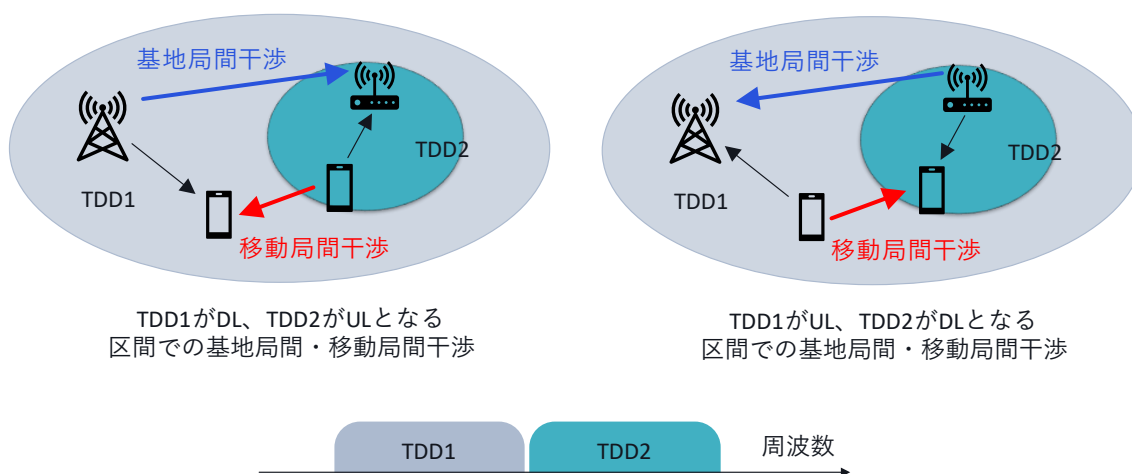 基地局間干渉
TDD1
TDD2
移動局間干渉
TDD1がDL、TDD2がULとなる
区間での基地局間・移動局間干渉
基地局間干渉
TDD1
TDD2
移動局間干渉
TDD1がUL、TDD2がDLとなる
区間での基地局間・移動局間干渉
TDD1
TDD2
周波数